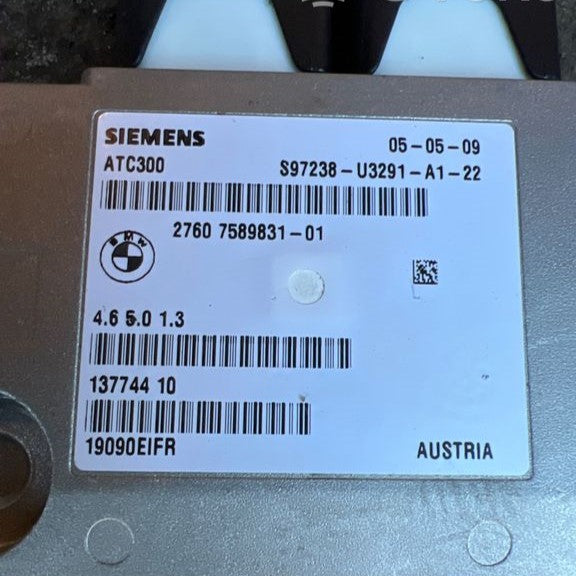 SIEMENS 05-05-09
ATC300 S97238-U3291-A1-22
2760 7589831-01
BMW
4.6 5.0 1.3
137744 10
19090EIFR AUSTRIA